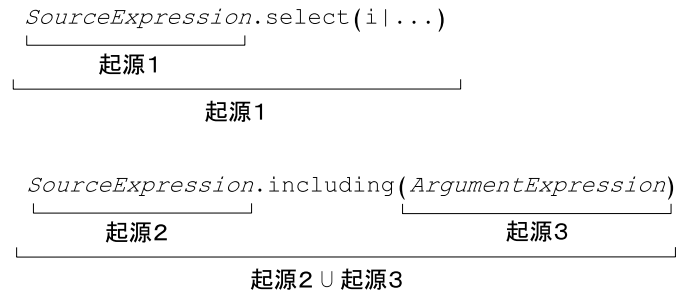 SourceExpression.select(i|...)
起源1
起源1
SourceExpression.including(ArgumentExpression)
起源2 起源3
起源2 ∪ 起源3